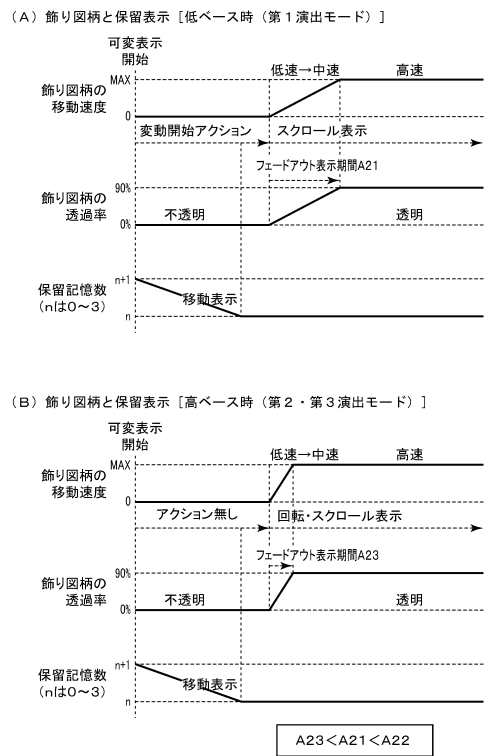 （A）飾り図柄と保留表示［低ベース時（第１演出モード）］
可変表示
開始
低速→中速
高速
MAX
飾り図柄の
移動速度
0
変動開始アクション
スクロール表示
フェードアウト表示期間A21
90%
飾り図柄の
透過率
不透明
透明
0%
n+1
保留記憶数
（nは０～３）
移動表示
n
（B）飾り図柄と保留表示［高ベース時（第２・第３演出モード）］
可変表示
開始
低速→中速
高速
MAX
飾り図柄の
移動速度
0
アクション無し
回転・スクロール表示
フェードアウト表示期間A23
90%
飾り図柄の
透過率
不透明
透明
0%
n+1
保留記憶数
（nは０～３）
移動表示
n
A23＜A21＜A22